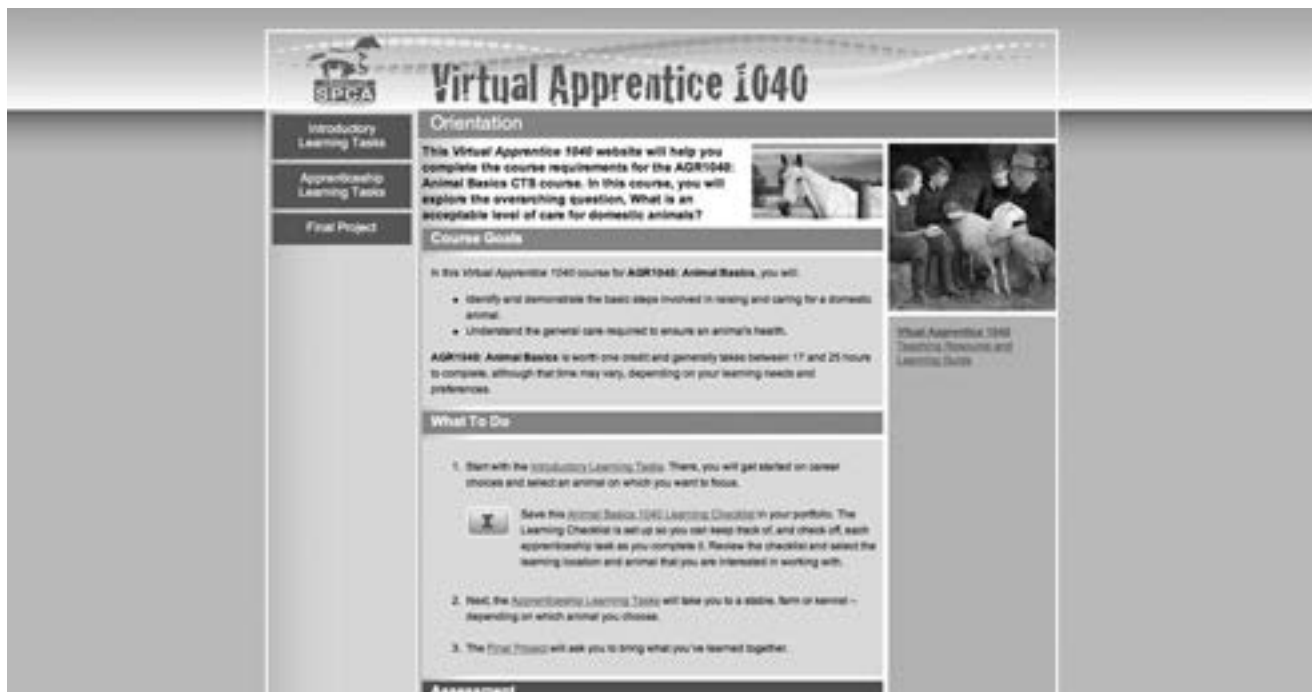 SPCA
Virtual Apprentice 1040
Introductory
Learning Tasks
Apprenticeship
Learning Tasks
Final Project
Orientation
This Virtual Apprentice 1040 website will help you
complete the course requirements for the AGR1040:
Animal Basics CTS course. In this course, you will
explore the overarching question, What is an
acceptable level of care for domestic animals?
Course Goals
In this Virtual Apprentice 1040 course for AGR1040: Animal Basics, you will:
• Identify and demonstrate the basic steps involved in raising and caring for a domestic
animal.
• Understand the general care required to ensure an animal's health.
AGR1040: Animal Basics is worth one credit and generally takes between 17 and 25 hours
to complete, although that time may vary, depending on your learning needs and
preferences.
What To Do
1. Start with the Introductory Learning Tasks. There, you will get started on career
choices and select an animal on which you want to focus.
Save this Animal Basics 1040 Learning Checklist in your portfolio. The
Learning Checklist is set up so you can keep track of, and check off, each
apprenticeship task as you complete it. Review the checklist and select the
learning location and animal that you are interested in working with.
2. Next, the Apprenticeship Learning Tasks will take you to a stable, farm or kennel –
depending on which animal you choose.
3. The Final Project will ask you to bring what you've learned together.
Assessment
Virtual Apprentice 1040
Teaching Resource and
Learning Guide